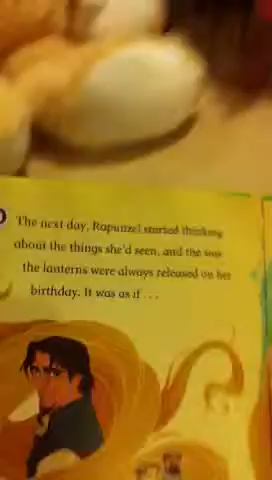 The next day, Rapunzel started thinking
about the things she'd seen, and the way
the lanterns were always released on her
birthday. It was as if . . .